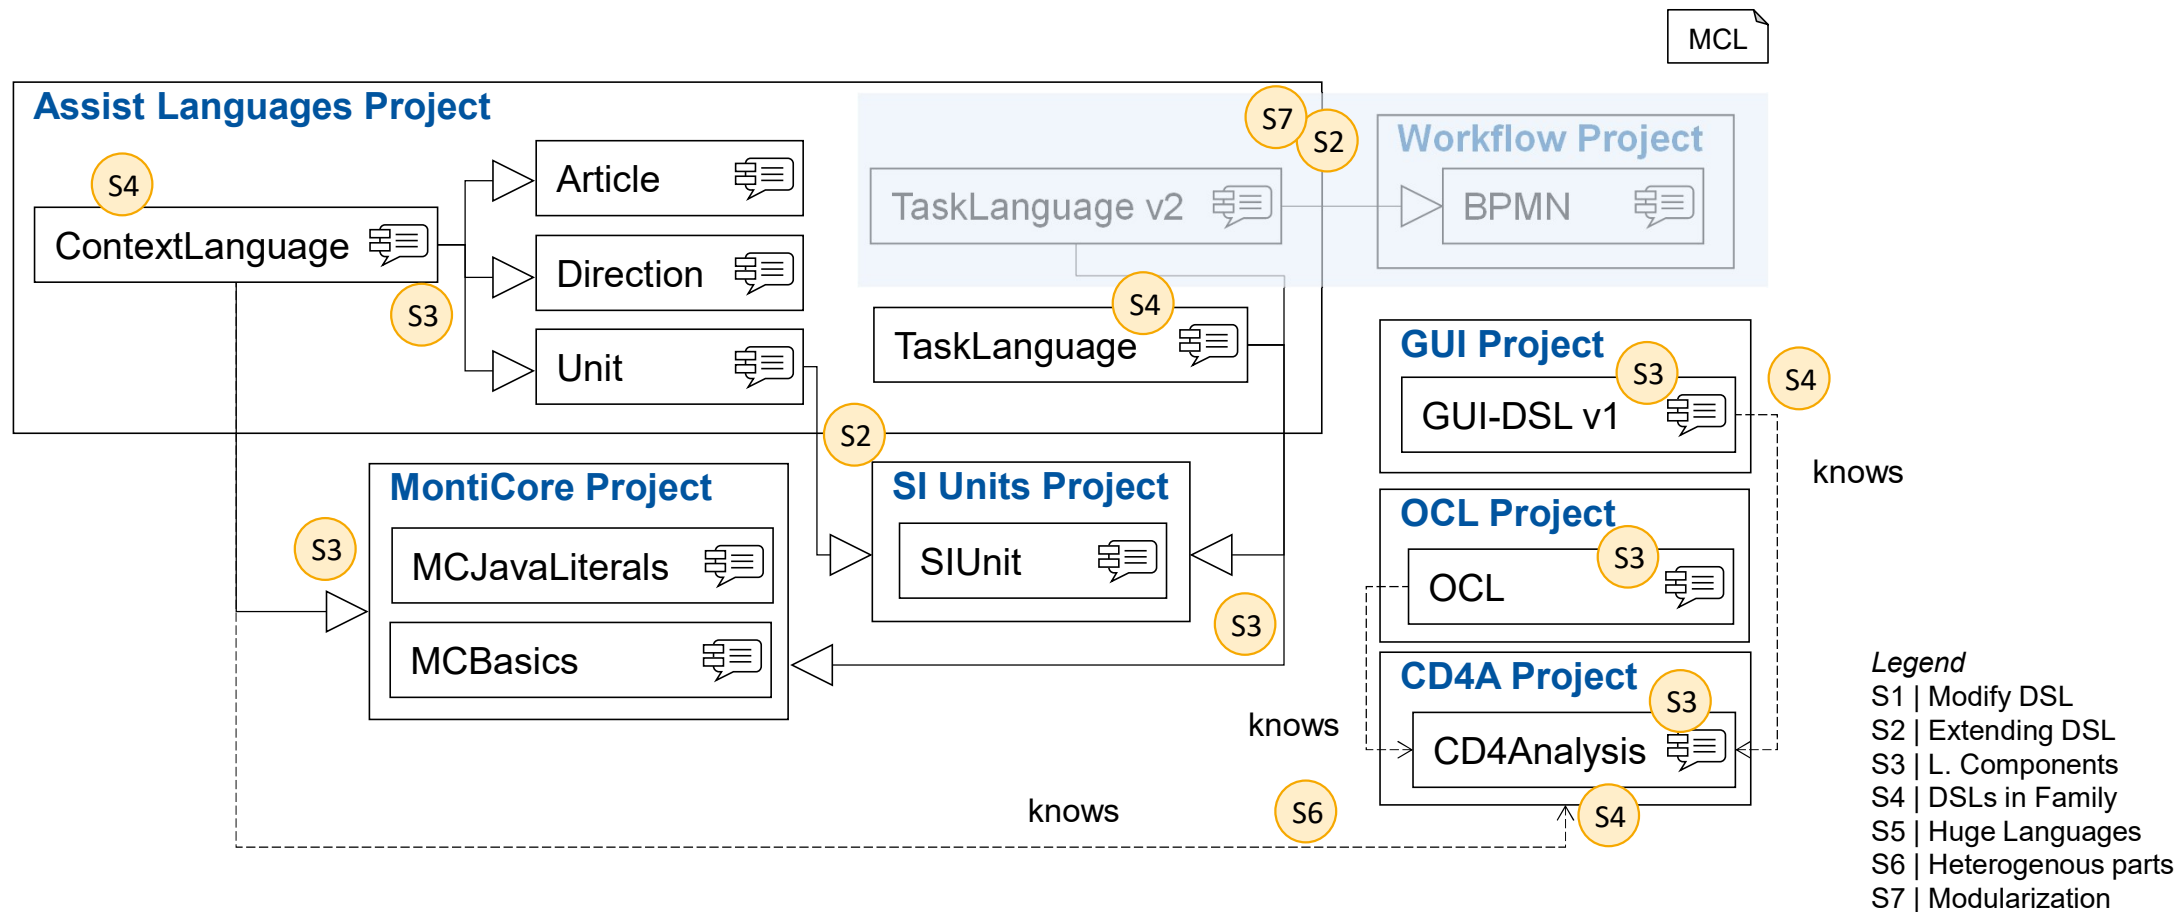 MCL
Assist Languages Project
S7
S2
Workflow Project
S4
Article
TaskLanguage v2
BPMN
ContextLanguage
Direction
S3
S4
Unit
TaskLanguage
GUI Project
S3
S4
GUI-DSL v1
S2
knows
MontiCore Project
SI Units Project
OCL Project
S3
MCJavaLiterals
SIUnit
S3
OCL
S3
MCBasics
CD4A Project
S3
knows
CD4Analysis
knows
S6
S4
Legend
S1 | Modify DSL
S2 | Extending DSL
S3 | L. Components
S4 | DSLs in Family
S5 | Huge Languages
S6 | Heterogenous parts
S7 | Modularization